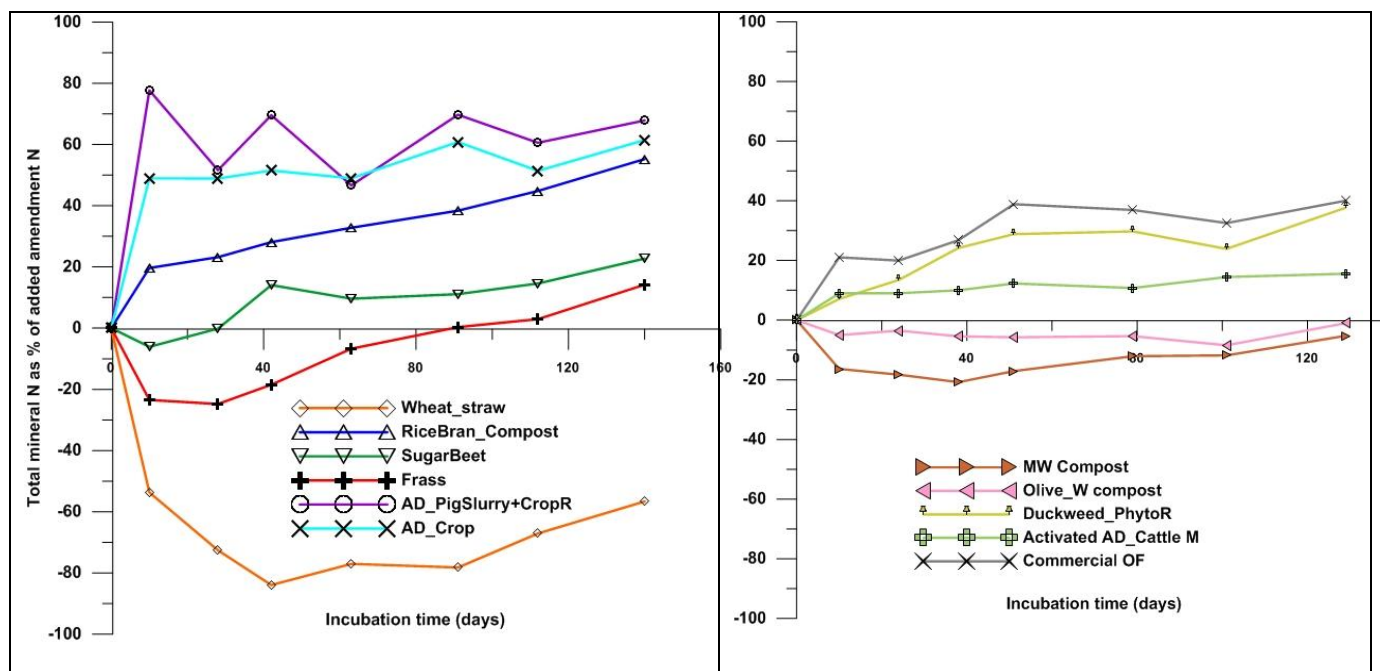 Total mineral N as % of added amendment N
100
80
60
40
20
0
-20
-40
-60
-80
-100
0
40
80
120
160
Wheat_straw
RiceBran_Compost
SugarBeet
Frass
AD_PigSlurry+CropR
AD_Crop
Incubation time (days)
100
80
60
40
20
0
-20
-40
-60
-80
-100
0
40
80
120
MW Compost
Olive_W compost
Duckweed_PhytoR
Activated AD_Cattle M
Commercial OF
Incubation time (days)